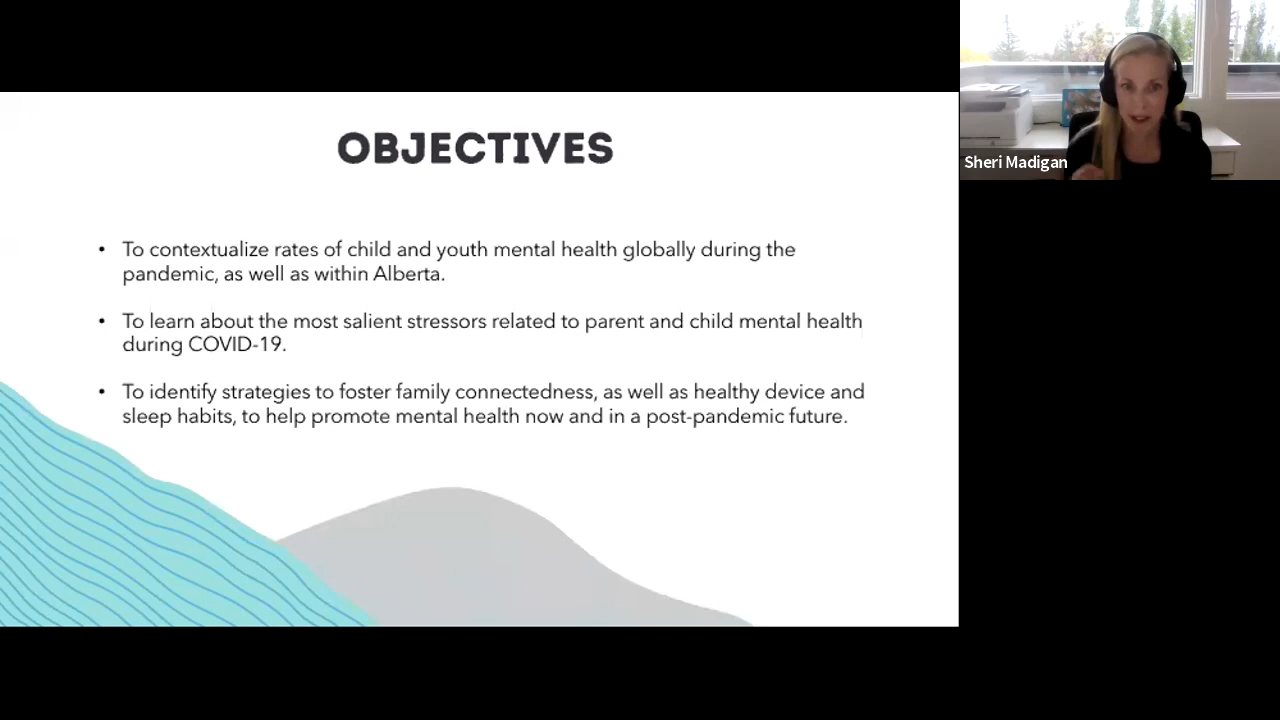 OBJECTIVES
• To contextualize rates of child and youth mental health globally during the
pandemic, as well as within Alberta.
• To learn about the most salient stressors related to parent and child mental health
during COVID-19.
• To identify strategies to foster family connectedness, as well as healthy device and
sleep habits, to help promote mental health now and in a post-pandemic future.
Sheri Madigan